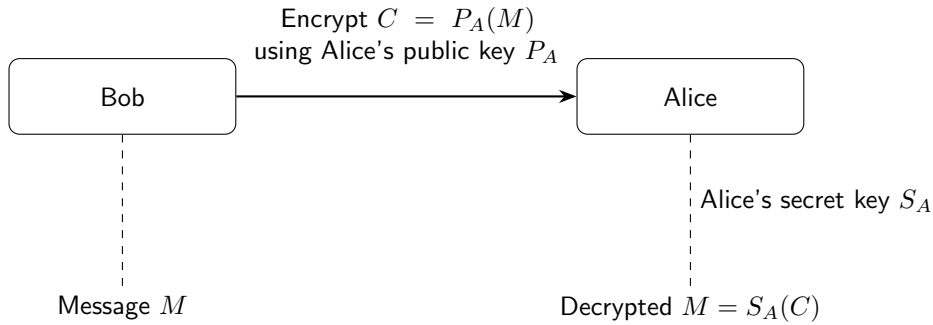 Encrypt C = P_A(M)
using Alice's public key P_A
Bob
Alice
Alice's secret key S_A
Message M
Decrypted M = S_A(C)